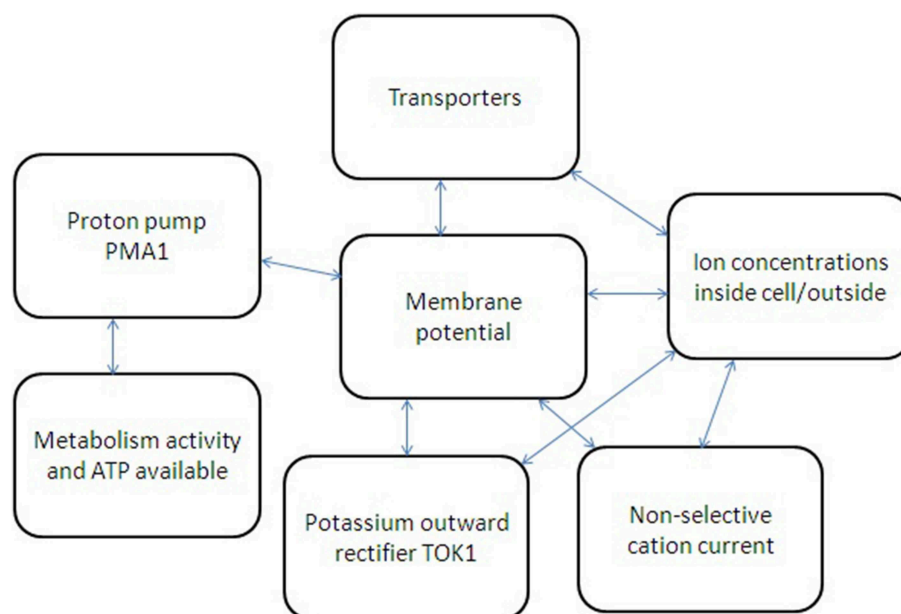 Transporters
Proton pump
PMA1
Membrane
potential
Ion concentrations
inside cell/outside
Metabolism activity
and ATP available
Potassium outward
rectifier TOK1
Non-selective
cation current